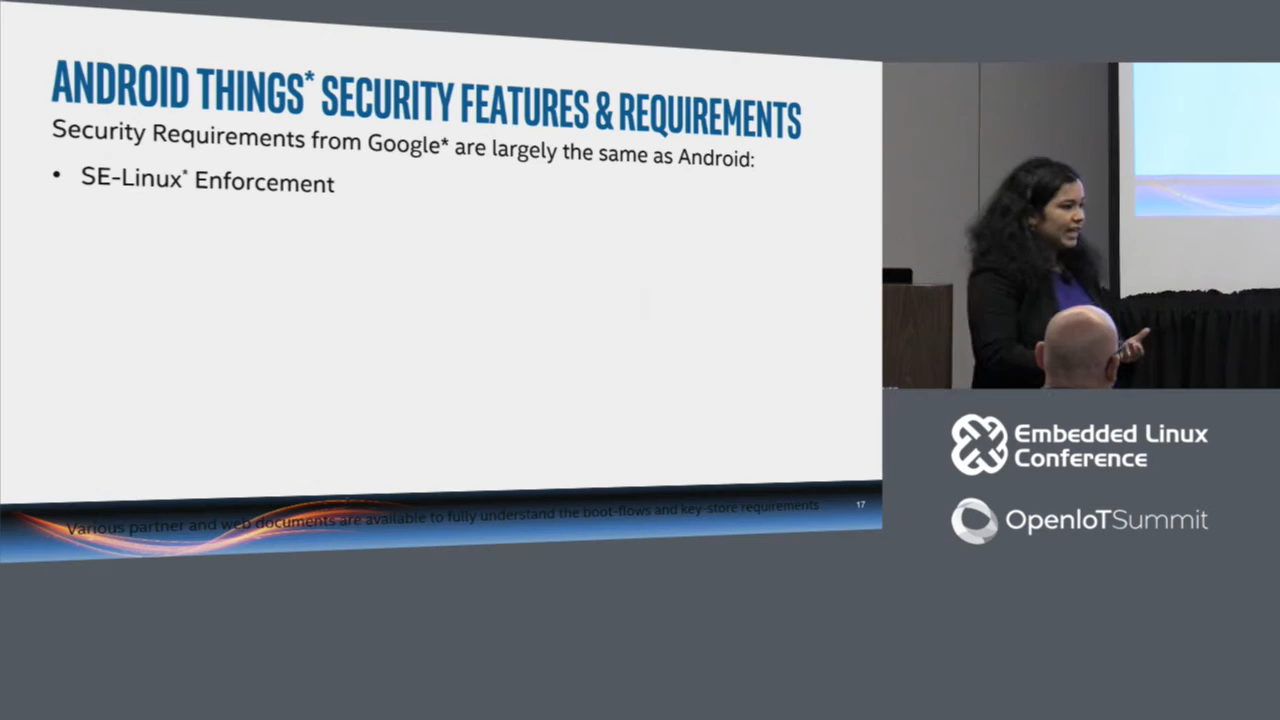 ANDROID THINGS* SECURITY FEATURES & REQUIREMENTS
Security Requirements from Google* are largely the same as Android:
• SE-Linux* Enforcement
Various partner and web documents are available to fully understand the boot-flows and key-store requirements
17
Embedded Linux
Conference
OpenIoTSummit